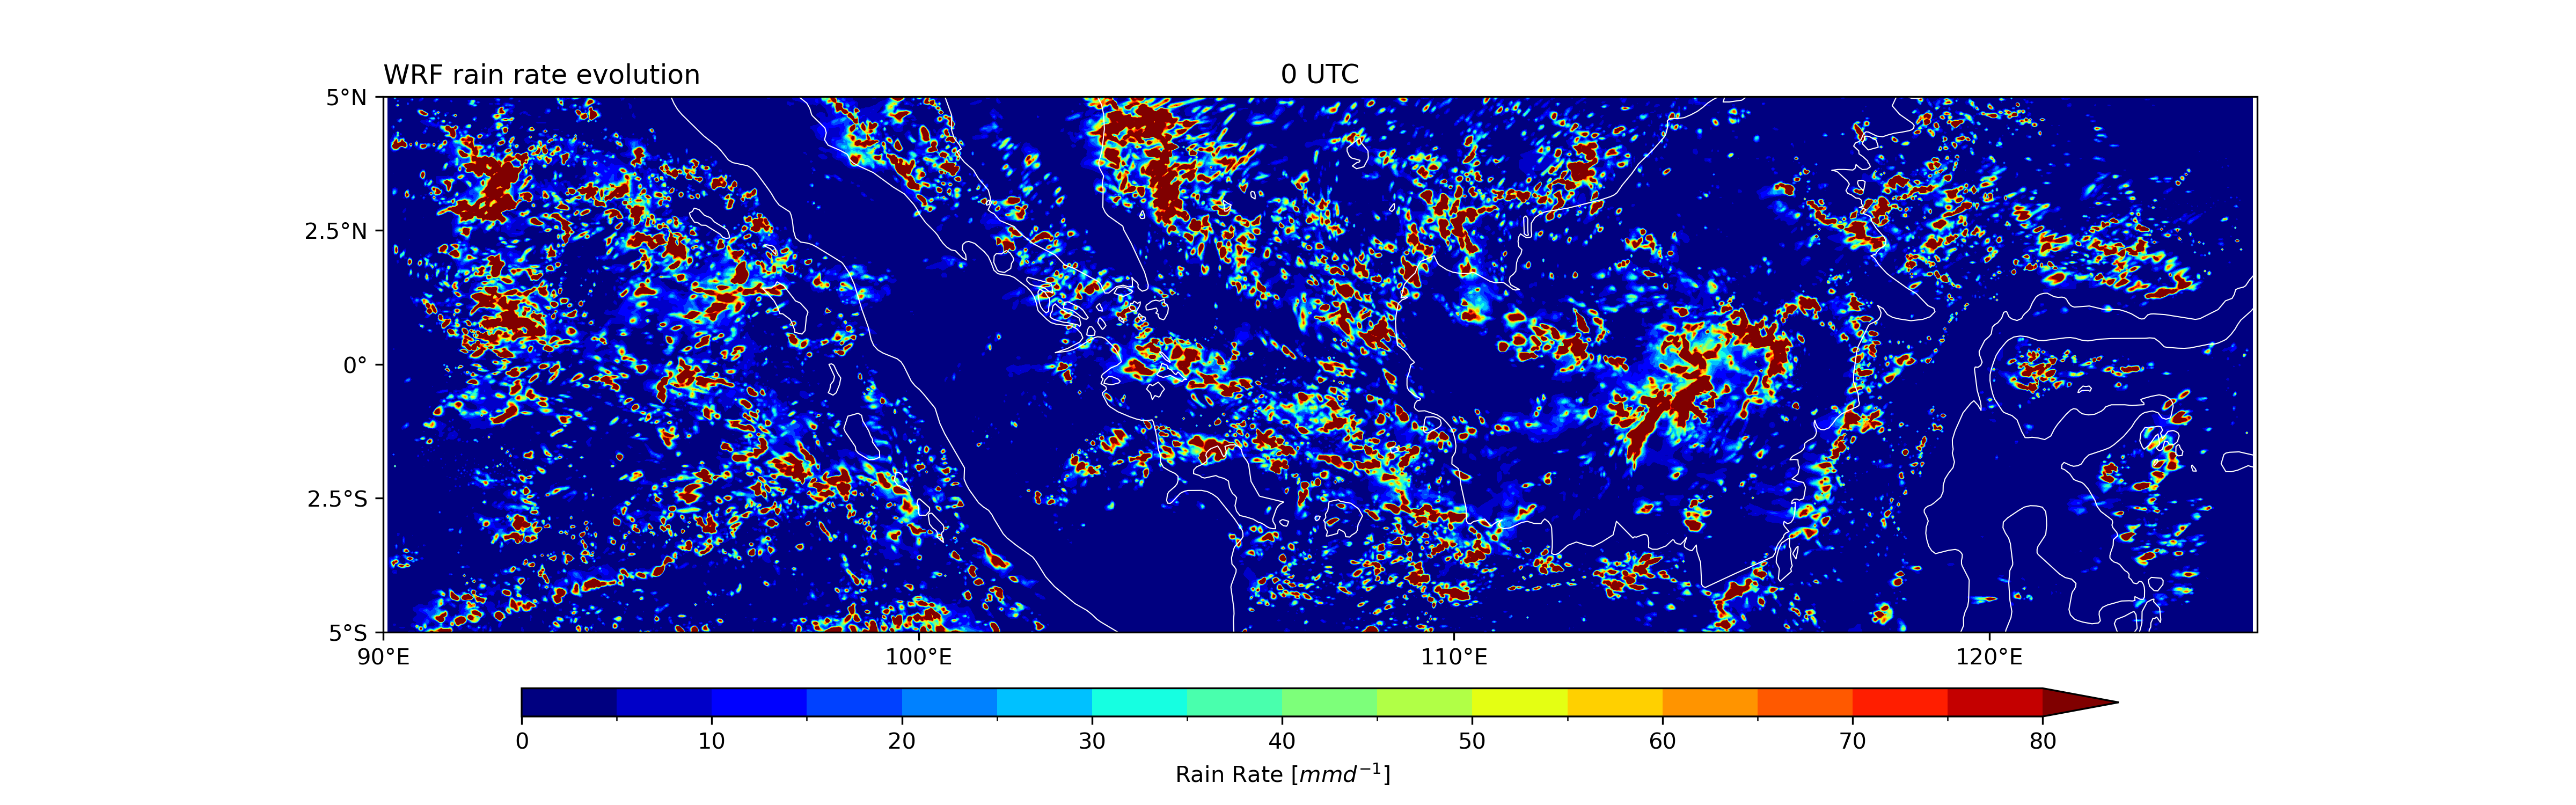 WRF rain rate evolution 0 UTC
5°N
2.5°N
0°
2.5°S
5°S
90°E 100°E 110°E 120°E
0 10 20 30 40 50 60 70 80
Rain Rate [mmd⁻¹]